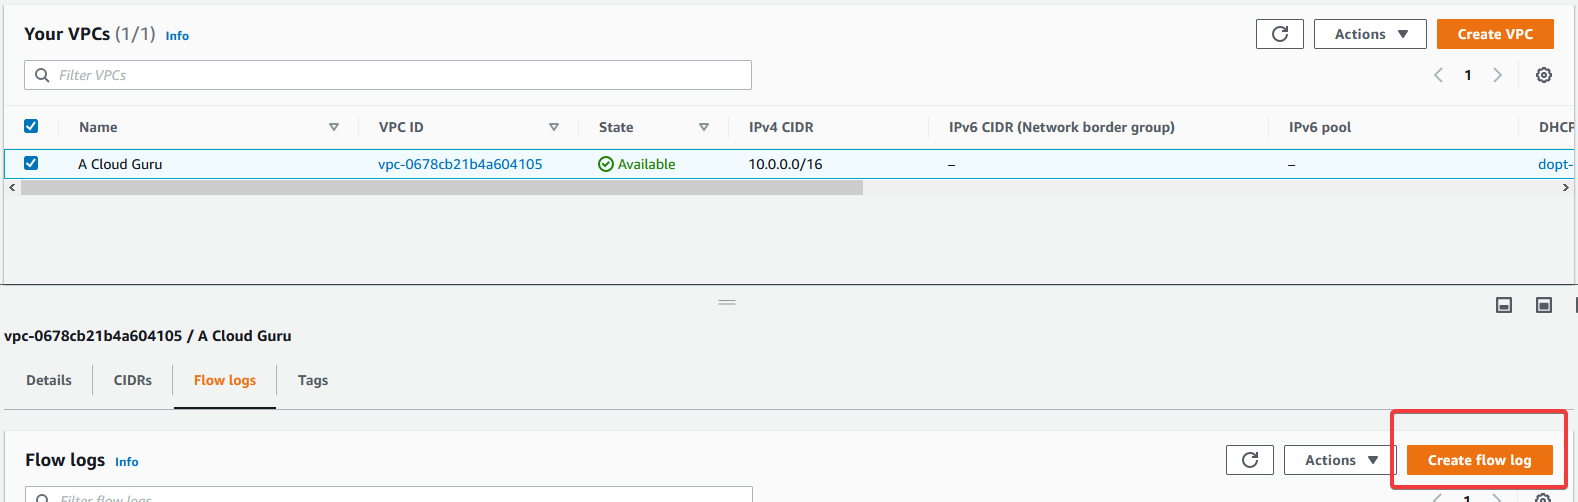 Your VPCs (1/1) Info
Actions
Create VPC
Filter VPCs
1
Name VPC ID State IPv4 CIDR IPv6 CIDR (Network border group) IPv6 pool DHCP
A Cloud Guru vpc-0678cb21b4a604105 Available 10.0.0.0/16 – – dopt-
vpc-0678cb21b4a604105 / A Cloud Guru
Details CIDRs Flow logs Tags
Flow logs Info
Actions
Create flow log
Filter flow logs
1